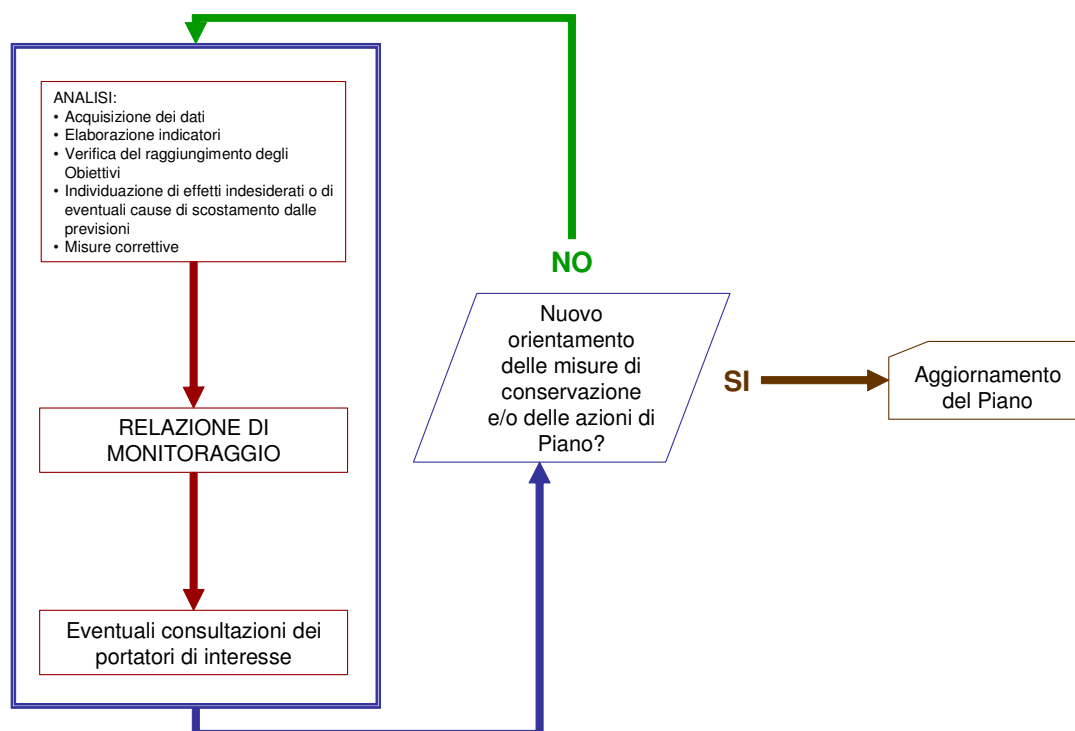 ANALISI:
• Acquisizione dei dati
• Elaborazione indicatori
• Verifica del raggiungimento degli
Obiettivi
• Individuazione di effetti indesiderati o di
eventuali cause di scostamento dalle
previsioni
• Misure correttive
RELAZIONE DI
MONITORAGGIO
Eventuali consultazioni dei
portatori di interesse
NO
Nuovo
orientamento
delle misure di
conservazione
e/o delle azioni di
Piano?
SI
Aggiornamento
del Piano